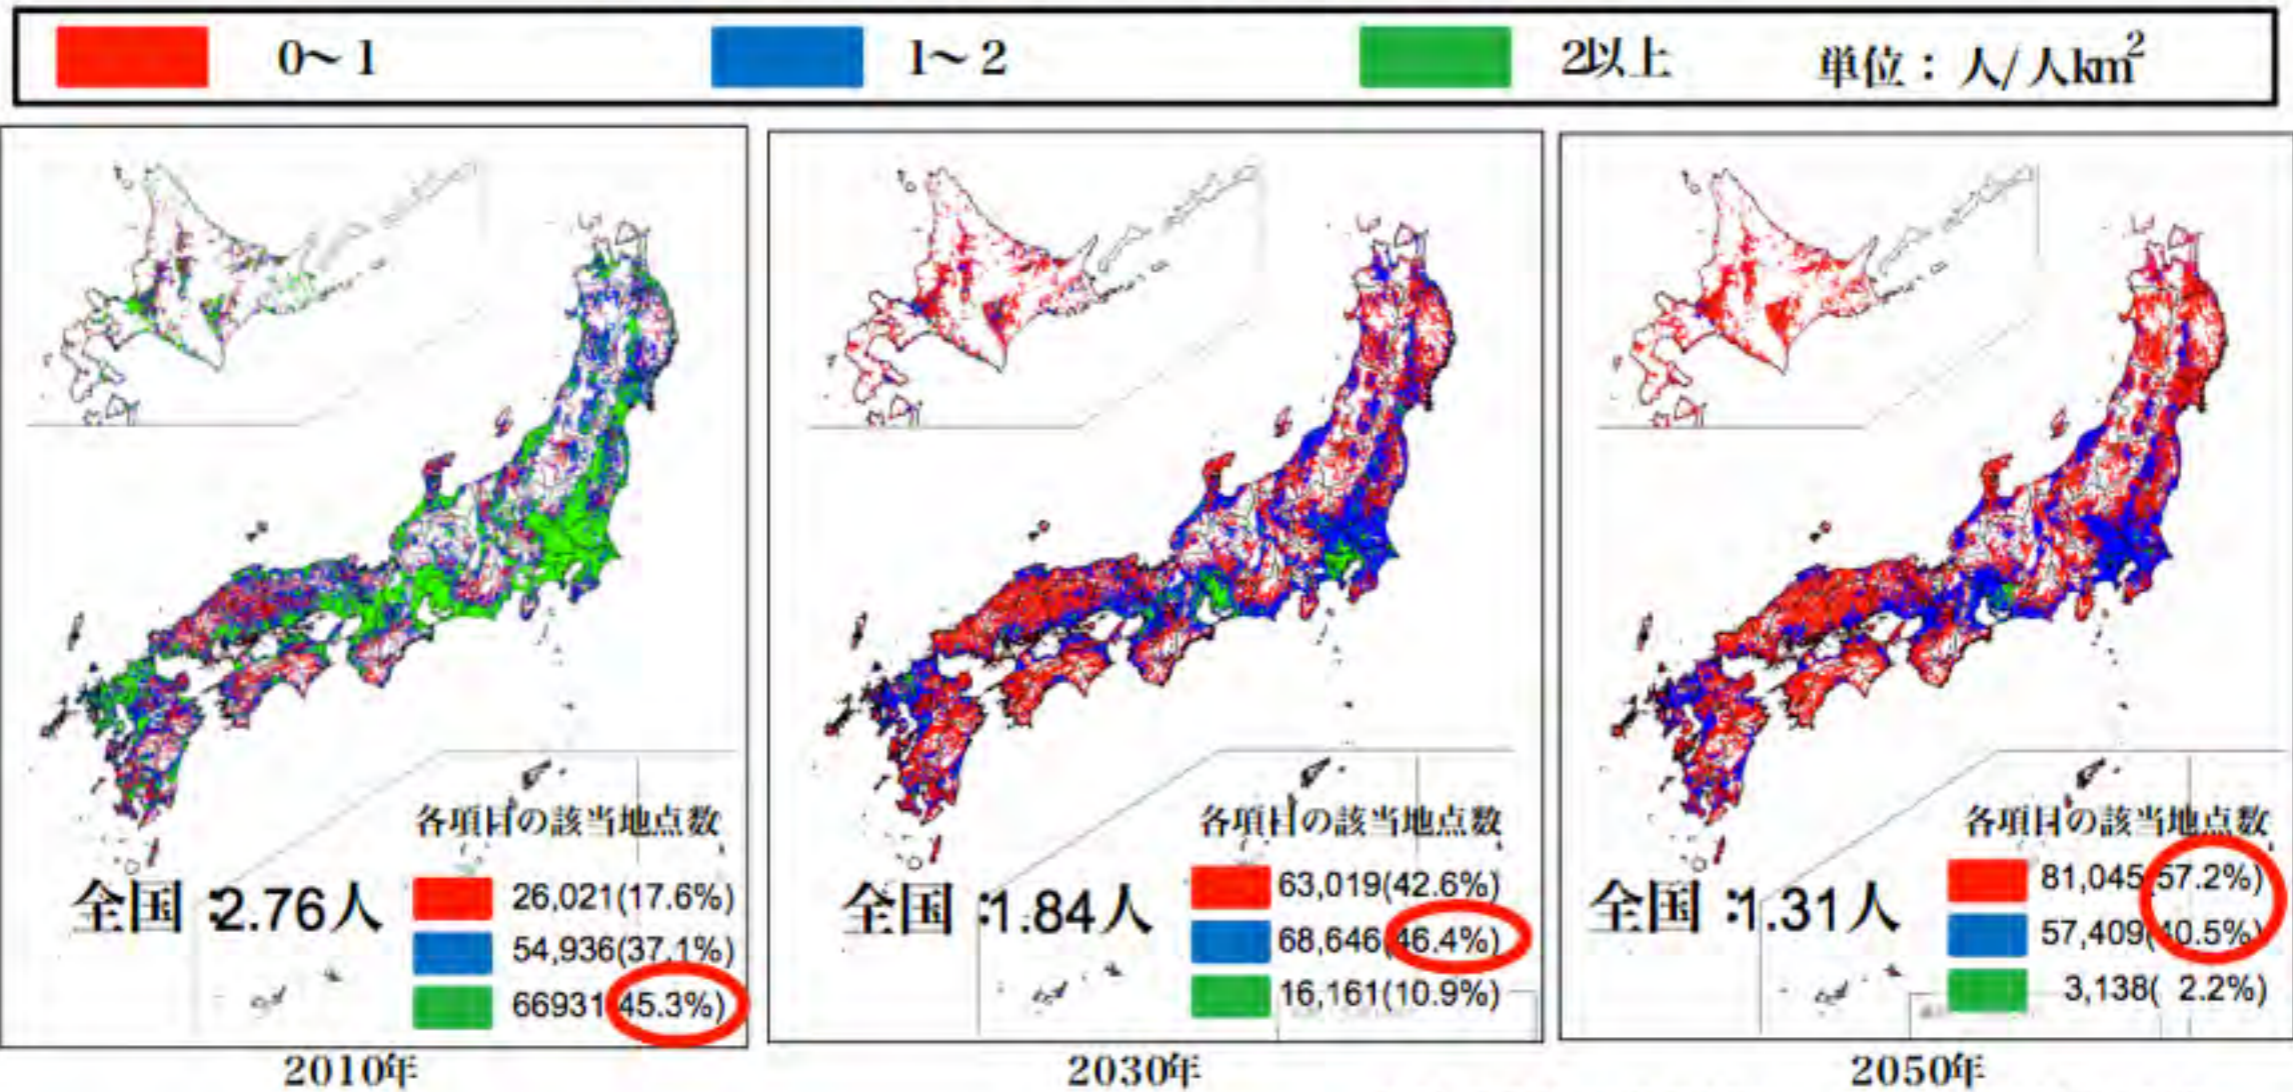 0～1 1～2 2以上 単位：人/人km²
各項目の該当地点数
全国：2.76人
26,021(17.6%)
54,936(37.1%)
66931(45.3%)
2010年
各項目の該当地点数
全国：1.84人
63,019(42.6%)
68,646(46.4%)
16,161(10.9%)
2030年
各項目の該当地点数
全国：1.31人
81,045(57.2%)
57,409(40.5%)
3,138( 2.2%)
2050年